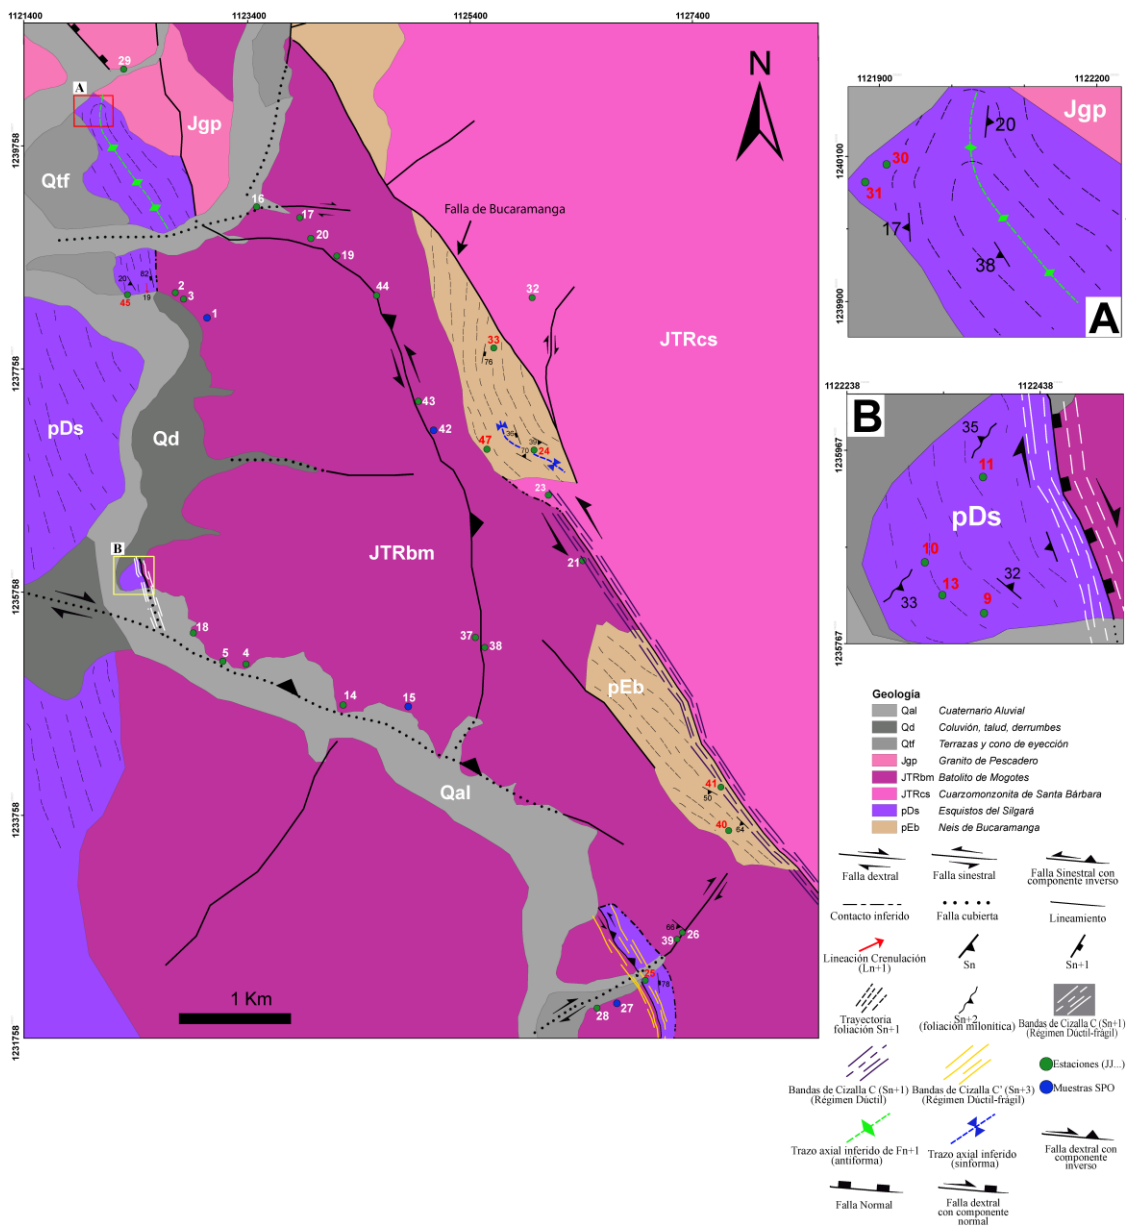 1121400
1123400
1125400
1127400
1239758
1237758
1235758
1233758
1231758
29
A
Jgp
Qtf
16
17
20
19
Falla de Bucaramanga
N
44
32
JTRcs
2
3
1
20
82
19
45
33
76
43
42
pDs
Qd
47
35
39
70
24
23
21
B
JTRbm
18
5
4
37
38
14
15
pEb
Qal
41
50
40
64
66
39
26
25
78
27
28
1 Km
1121900
1122200
1240100
1239900
Jgp
20
30
31
17
38
A
1122238
1122438
1235967
1235767
B
35
11
pDs
10
13
33
32
9
Geología
Qal Cuaternario Aluvial
Qd Coluvión, talud, derrumbes
Qtf Terrazas y cono de eyección
Jgp Granito de Pescadero
JTRbm Batolito de Mogotes
JTRcs Cuarzomonzonita de Santa Bárbara
pDs Esquistos del Silgará
pEb Neis de Bucaramanga
Falla dextral
Falla sinestral
Falla Sinestral con
componente inverso
Contacto inferido
Falla cubierta
Lineamiento
Lineación Crenulación
(Ln+1)
Sn
Sn+1
Trayectoria
foliación Sn+1
Sn+2
(foliación milonítica)
Bandas de Cizalla C (Sn+1)
(Régimen Dúctil-frágil)
Bandas de Cizalla C (Sn+1)
(Régimen Dúctil)
Bandas de Cizalla C' (Sn+3)
(Régimen Dúctil-frágil)
Estaciones (JJ...)
Muestras SPO
Trazo axial inferido de Fn+1
(antiforma)
Trazo axial inferido
(sinforma)
Falla dextral con
componente
inverso
Falla Normal
Falla dextral
con componente
normal